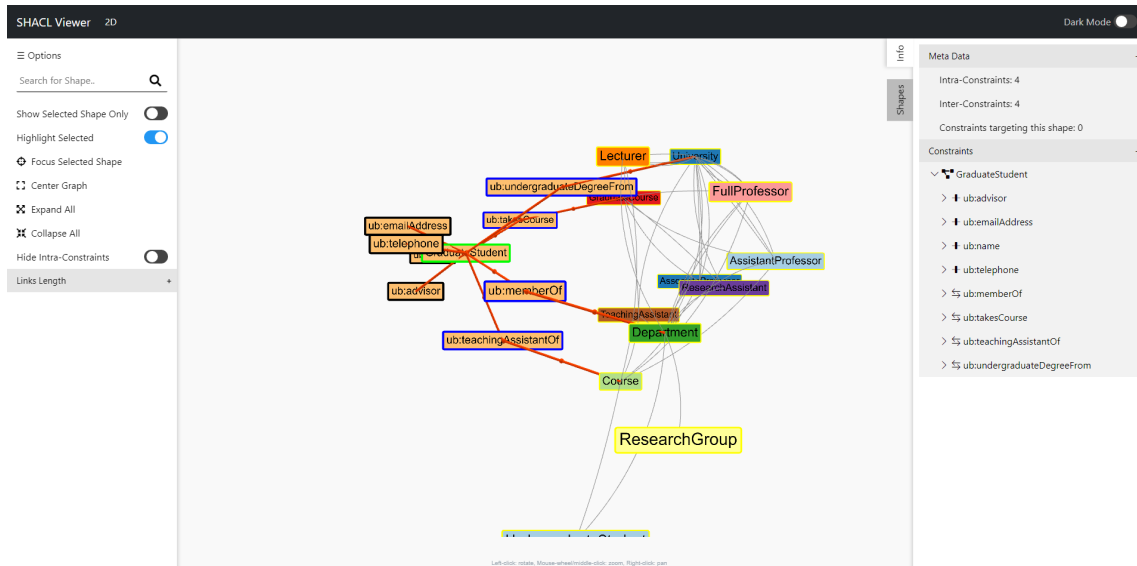 SHACL Viewer 2D
Dark Mode
☰ Options
Search for Shape..
Show Selected Shape Only
Highlight Selected
Focus Selected Shape
Center Graph
Expand All
Collapse All
Hide Intra-Constraints
Links Length +
Lecturer
University
ub:undergraduateDegreeFrom
FullProfessor
ub:takesCourse
ub:emailAddress
ub:telephone
GraduateStudent
AssistantProfessor
ub:advisor
ub:memberOf
ResearchAssistant
TeachingAssistant
Department
ub:teachingAssistantOf
Course
ResearchGroup
Left-click: rotate, Mouse-wheel/middle-click: zoom, Right-click: pan
Info
Shapes
Meta Data
Intra-Constraints: 4
Inter-Constraints: 4
Constraints targeting this shape: 0
Constraints
GraduateStudent
ub:advisor
ub:emailAddress
ub:name
ub:telephone
ub:memberOf
ub:takesCourse
ub:teachingAssistantOf
ub:undergraduateDegreeFrom